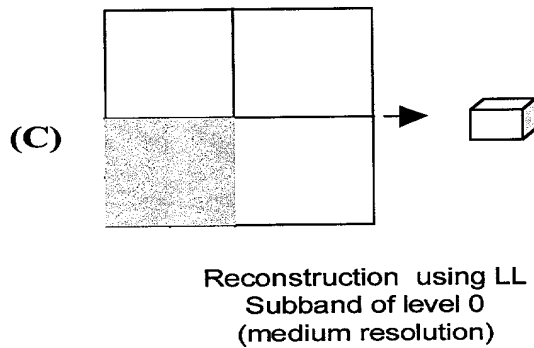 (C)
Reconstruction using LL
Subband of level 0
(medium resolution)